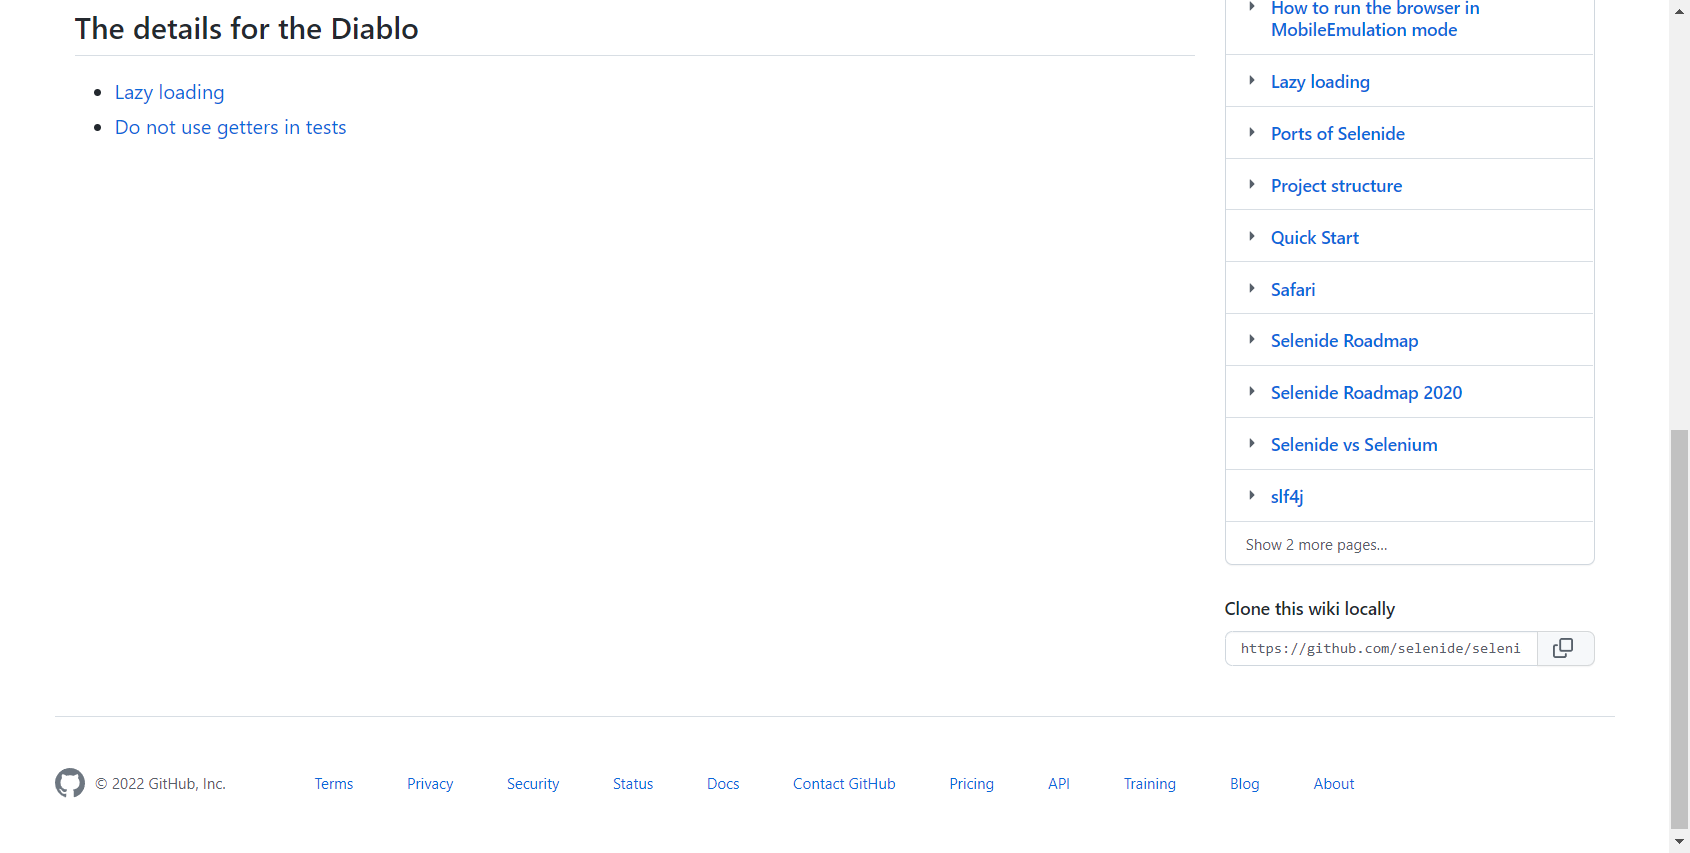 The details for the Diablo
Lazy loading
Do not use getters in tests
How to run the browser in
MobileEmulation mode
Lazy loading
Ports of Selenide
Project structure
Quick Start
Safari
Selenide Roadmap
Selenide Roadmap 2020
Selenide vs Selenium
slf4j
Show 2 more pages…
Clone this wiki locally
https://github.com/selenide/seleni
© 2022 GitHub, Inc.
Terms
Privacy
Security
Status
Docs
Contact GitHub
Pricing
API
Training
Blog
About